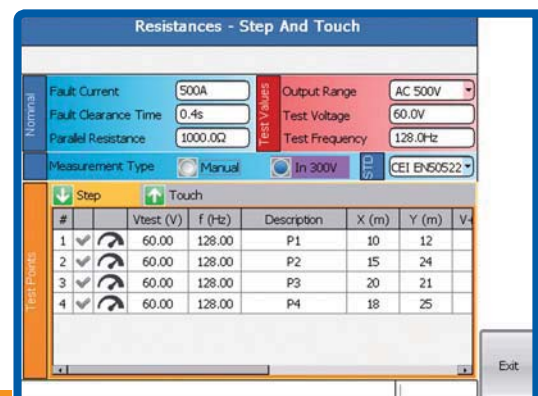 Resistances - Step And Touch
Nominal
Fault Current 500A
Fault Clearance Time 0.4s
Parallel Resistance 1000.0Ω
Test Values
Output Range AC 500V
Test Voltage 60.0V
Test Frequency 128.0Hz
Measurement Type Manual In 300V STD CEI EN50522
Test Points
Step Touch
# Vtest (V) f (Hz) Description X (m) Y (m)
1 60.00 128.00 P1 10 12
2 60.00 128.00 P2 15 24
3 60.00 128.00 P3 20 21
4 60.00 128.00 P4 18 25
Exit